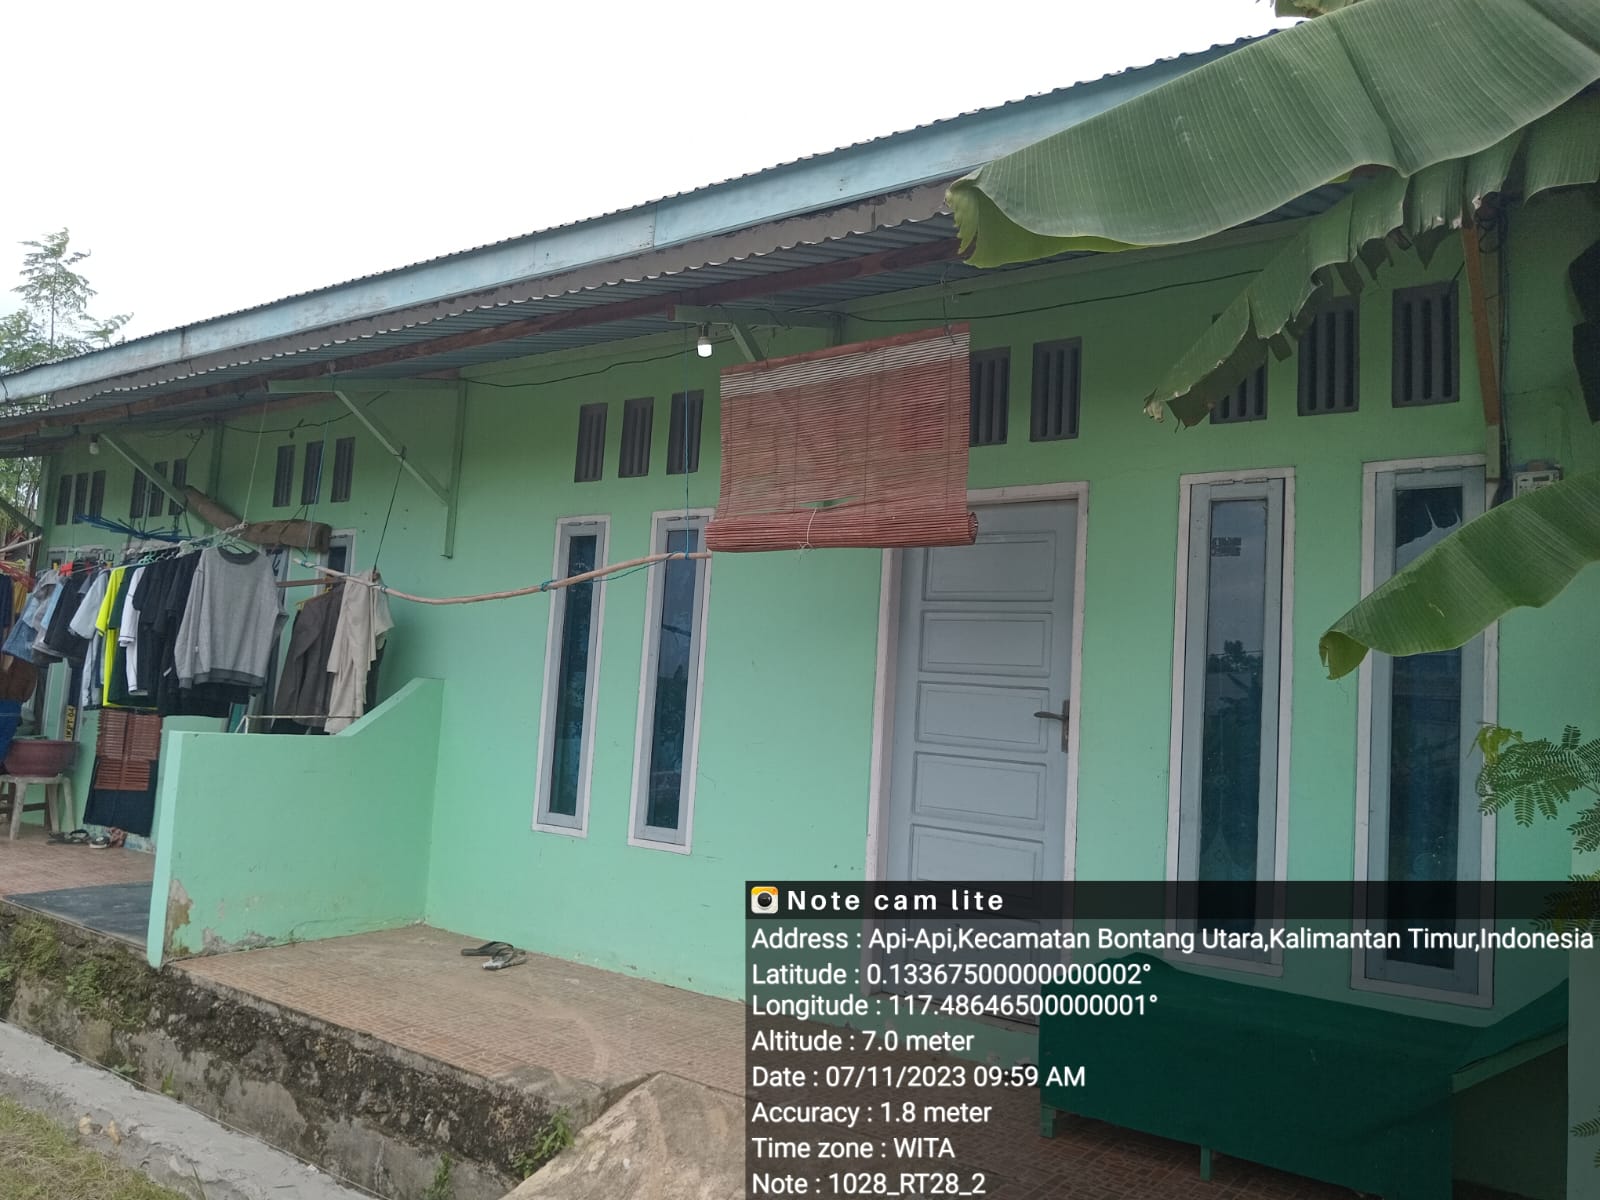 Note cam lite
Address : Api-Api,Kecamatan Bontang Utara,Kalimantan Timur,Indonesia
Latitude : 0.13367500000000002°
Longitude : 117.48646500000001°
Altitude : 7.0 meter
Date : 07/11/2023 09:59 AM
Accuracy : 1.8 meter
Time zone : WITA
Note : 1028_RT28_2